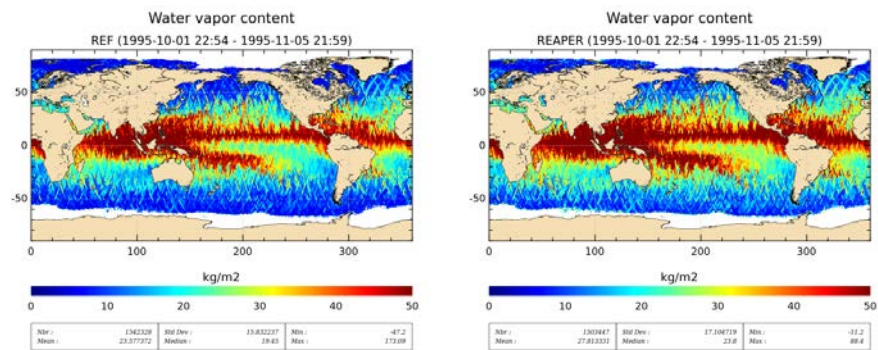 Water vapor content
REF (1995-10-01 22:54 - 1995-11-05 21:59)
50
0
-50
0 100 200 300
kg/m2
0 10 20 30 40 50
Nbr : 1542328 Std Dev : 15.832237 Min : -47.2
Mean : 23.577372 Median : 19.45 Max : 173.09
Water vapor content
REAPER (1995-10-01 22:54 - 1995-11-05 21:59)
50
0
-50
0 100 200 300
kg/m2
0 10 20 30 40 50
Nbr : 1503447 Std Dev : 17.104719 Min : -11.2
Mean : 27.813331 Median : 23.8 Max : 88.4